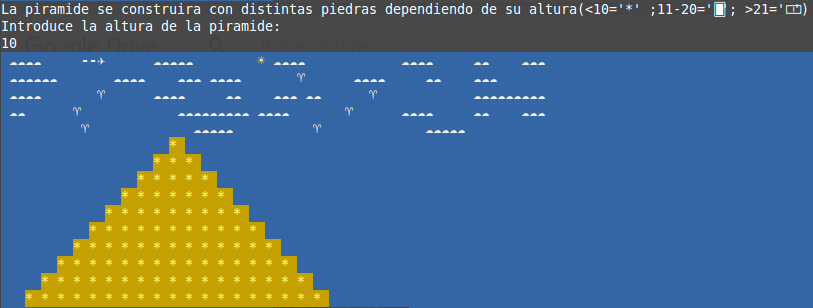 La piramide se construira con distintas piedras dependiendo de su altura(<10='*' ;11-20=' '; >21=' ')
Introduce la altura de la piramide:
10